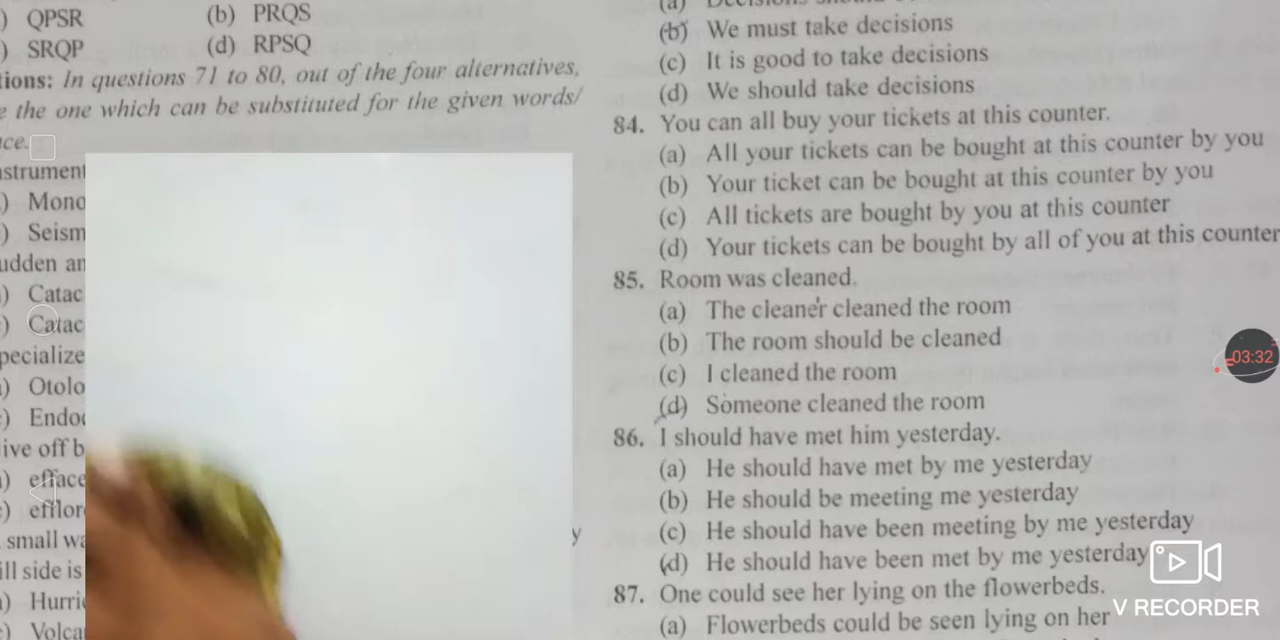 ) QPSR
(b) PRQS
) SRQP
(d) RPSQ
tions: In questions 71 to 80, out of the four alternatives,
e the one which can be substituted for the given words/
ce.
strument
) Mono
) Seism
udden an
) Catac
) Catac
pecialize
) Otolo
) Endoc
ive off b
) efface
) efflor
small wa
ill side is
) Hurri
) Volca
y
(a)
(b) We must take decisions
(c) It is good to take decisions
(d) We should take decisions
84. You can all buy your tickets at this counter.
(a) All your tickets can be bought at this counter by you
(b) Your ticket can be bought at this counter by you
(c) All tickets are bought by you at this counter
(d) Your tickets can be bought by all of you at this counter
85. Room was cleaned.
(a) The cleaner cleaned the room
(b) The room should be cleaned
(c) I cleaned the room
(d) Someone cleaned the room
86. I should have met him yesterday.
(a) He should have met by me yesterday
(b) He should be meeting me yesterday
(c) He should have been meeting by me yesterday
(d) He should have been met by me yesterday
87. One could see her lying on the flowerbeds.
(a) Flowerbeds could be seen lying on her
03:32
V RECORDER